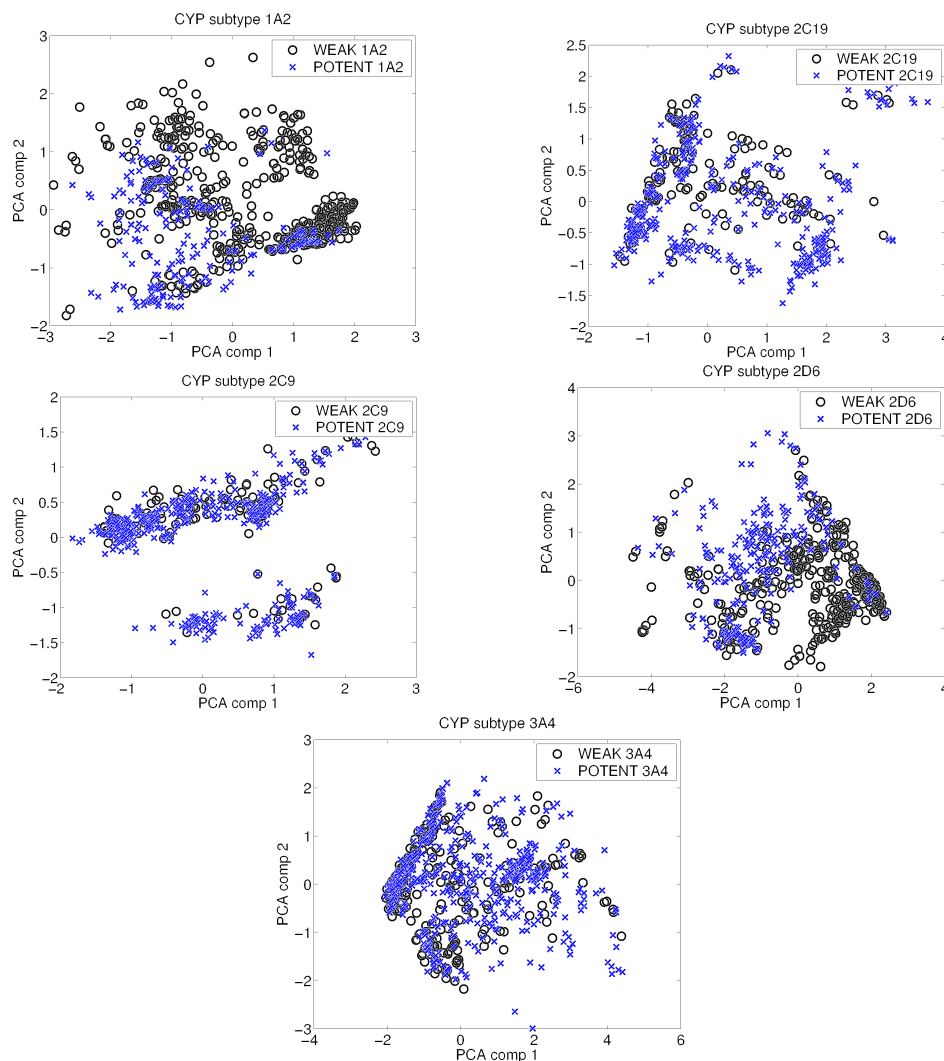 CYP subtype 1A2
WEAK 1A2
POTENT 1A2
3
2
1
0
−1
−2
PCA comp 2
−3 −2 −1 0 1 2 3
PCA comp 1
CYP subtype 2C19
WEAK 2C19
POTENT 2C19
2.5
2
1.5
1
0.5
0
−0.5
−1
−1.5
−2
PCA comp 2
−2 −1 0 1 2 3 4
PCA comp 1
CYP subtype 2C9
WEAK 2C9
POTENT 2C9
2
1.5
1
0.5
0
−0.5
−1
−1.5
−2
PCA comp 2
−2 −1 0 1 2 3
PCA comp 1
CYP subtype 2D6
WEAK 2D6
POTENT 2D6
4
3
2
1
0
−1
−2
PCA comp 2
−6 −4 −2 0 2 4
PCA comp 1
CYP subtype 3A4
WEAK 3A4
POTENT 3A4
3
2
1
0
−1
−2
−3
PCA comp 2
−4 −2 0 2 4 6
PCA comp 1